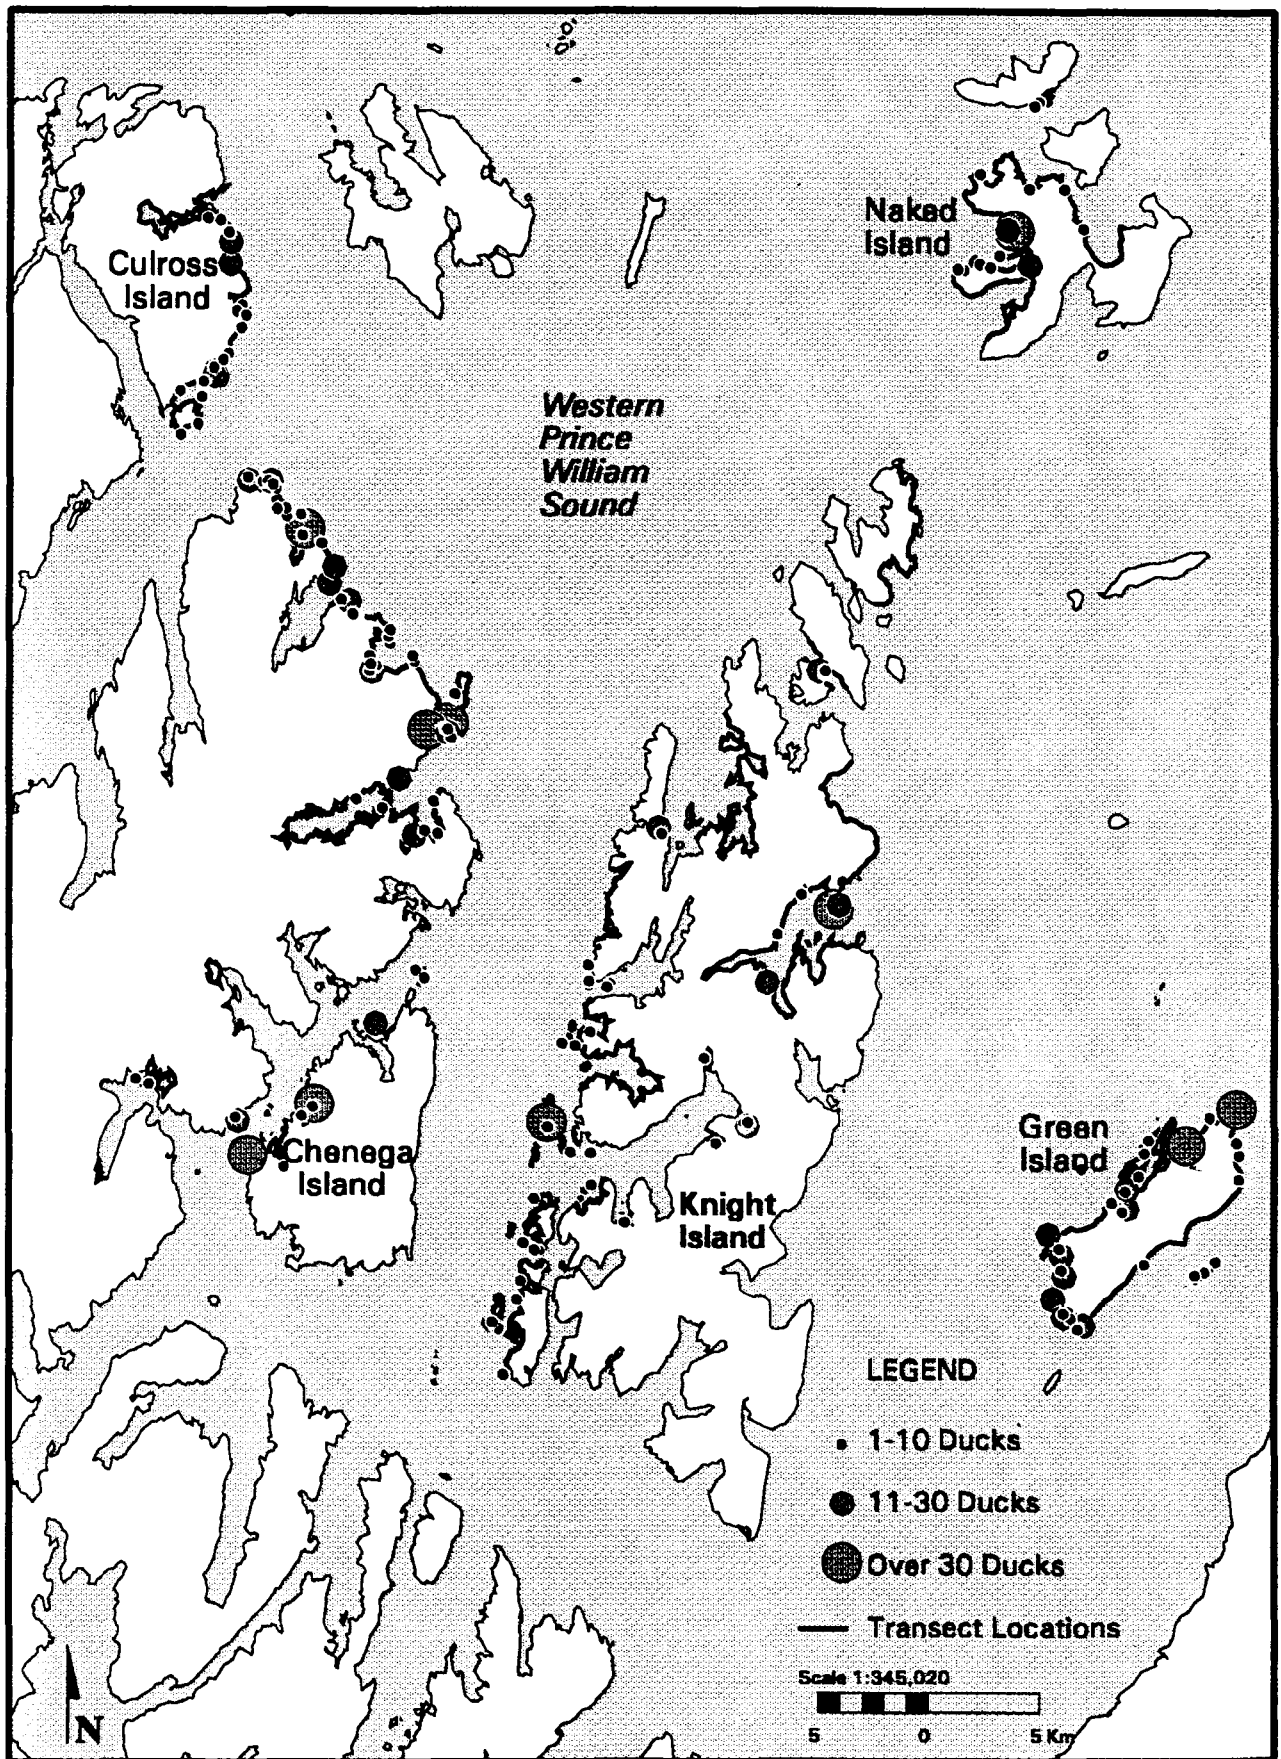 Naked
Island
Culross
Island
Western
Prince
William
Sound
Green
Island
Chenega
Island
Knight
Island
LEGEND
1-10 Ducks
11-30 Ducks
Over 30 Ducks
Transect Locations
Scale 1:345,020
5 0 5 Km
N